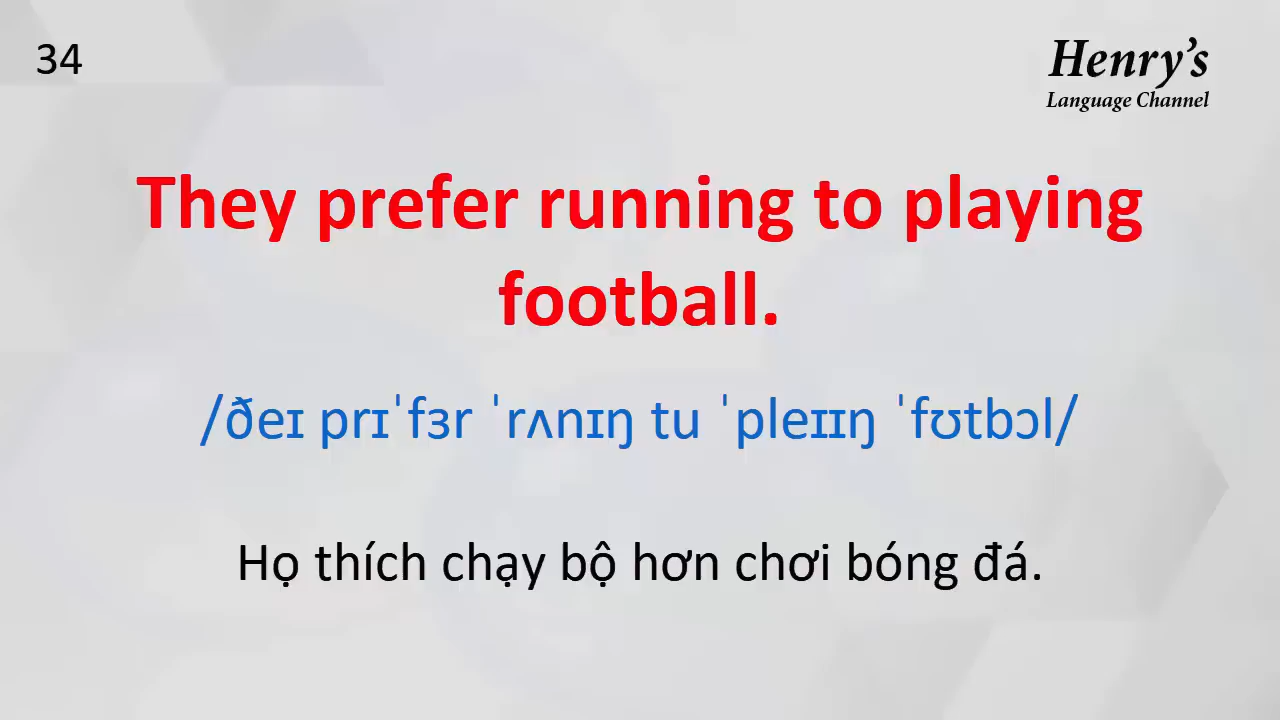 34
Henry’s
Language Channel
They prefer running to playing
football.
/ðeɪ prɪˈfɜr ˈrʌnɪŋ tu ˈpleɪɪŋ ˈfʊtbɔl/
Họ thích chạy bộ hơn chơi bóng đá.